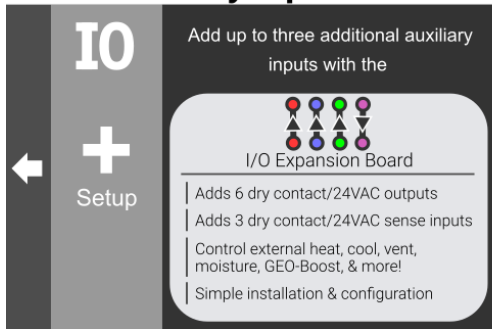 IO
Setup
Add up to three additional auxiliary
inputs with the
I/O Expansion Board
Adds 6 dry contact/24VAC outputs
Adds 3 dry contact/24VAC sense inputs
Control external heat, cool, vent,
moisture, GEO-Boost, & more!
Simple installation & configuration